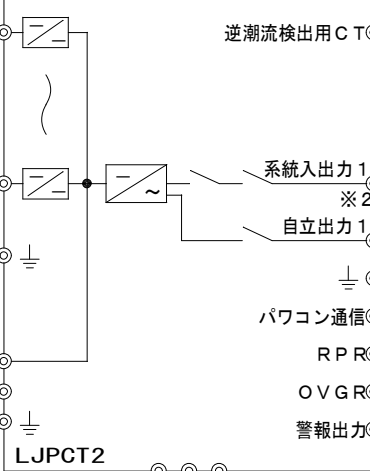 逆潮流検出用ＣＴ
系統入出力１
※２
自立出力１
パワコン通信
ＲＰＲ
ＯＶＧＲ
警報出力
LJPCT2